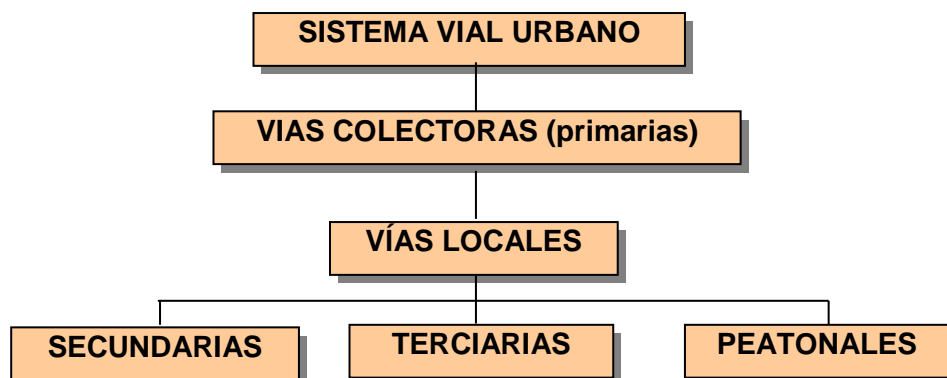 SISTEMA VIAL URBANO
VIAS COLECTORAS (primarias)
VÍAS LOCALES
SECUNDARIAS
TERCIARIAS
PEATONALES